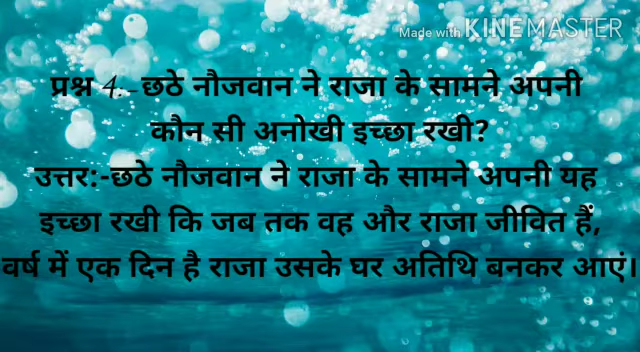 Made with KINEMASTER
प्रश्न 4:-छठे नौजवान ने राजा के सामने अपनी
कौन सी अनोखी इच्छा रखी?
उत्तर:-छठे नौजवान ने राजा के सामने अपनी यह
इच्छा रखी कि जब तक वह और राजा जीवित हैं,
वर्ष में एक दिन है राजा उसके घर अतिथि बनकर आएं।